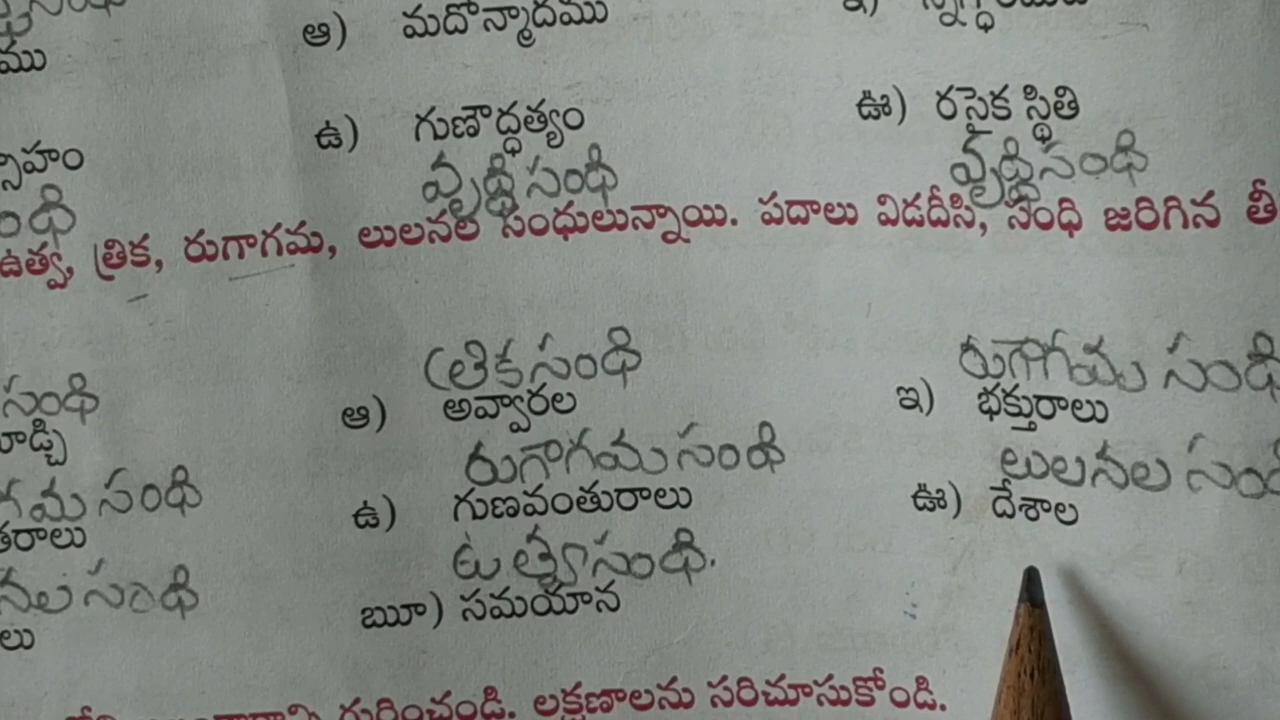 ము ఆ) మదోన్మాదము ఇ)
ఉ) గుణౌద్ధత్యం ఊ) రసైక స్థితి
వృద్ధి సంధి వృద్ధి సంధి
ఉత్వ, త్రిక, రుగాగమ, లులనల సంధులున్నాయి. పదాలు విడదీసి, సంధి జరిగిన తీ
సంధి త్రిక సంధి రుగాగమ సంధి
ఆ) అవ్వారల ఇ) భక్తురాలు
గమ సంధి రుగాగమ సంధి లులనల సంధి
తరాలు ఉ) గుణవంతురాలు ఊ) దేశాల
నల సంధి ఉత్వసంధి.
లు ఋూ) సమయాన
గుర్తించండి. లక్షణాలను సరిచూసుకోండి.